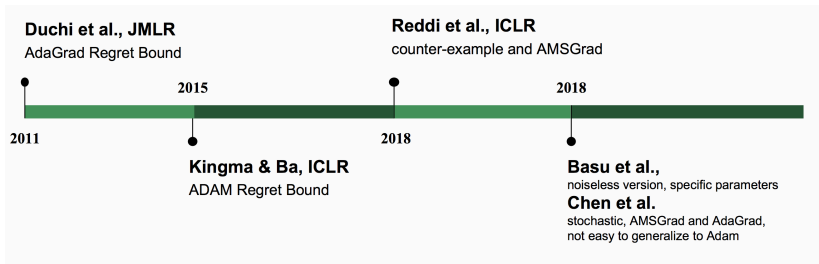 Duchi et al., JMLR
AdaGrad Regret Bound
Reddi et al., ICLR
counter-example and AMSGrad
2015
2018
2011
2018
Kingma & Ba, ICLR
ADAM Regret Bound
Basu et al.,
noiseless version, specific parameters
Chen et al.
stochastic, AMSGrad and AdaGrad,
not easy to generalize to Adam